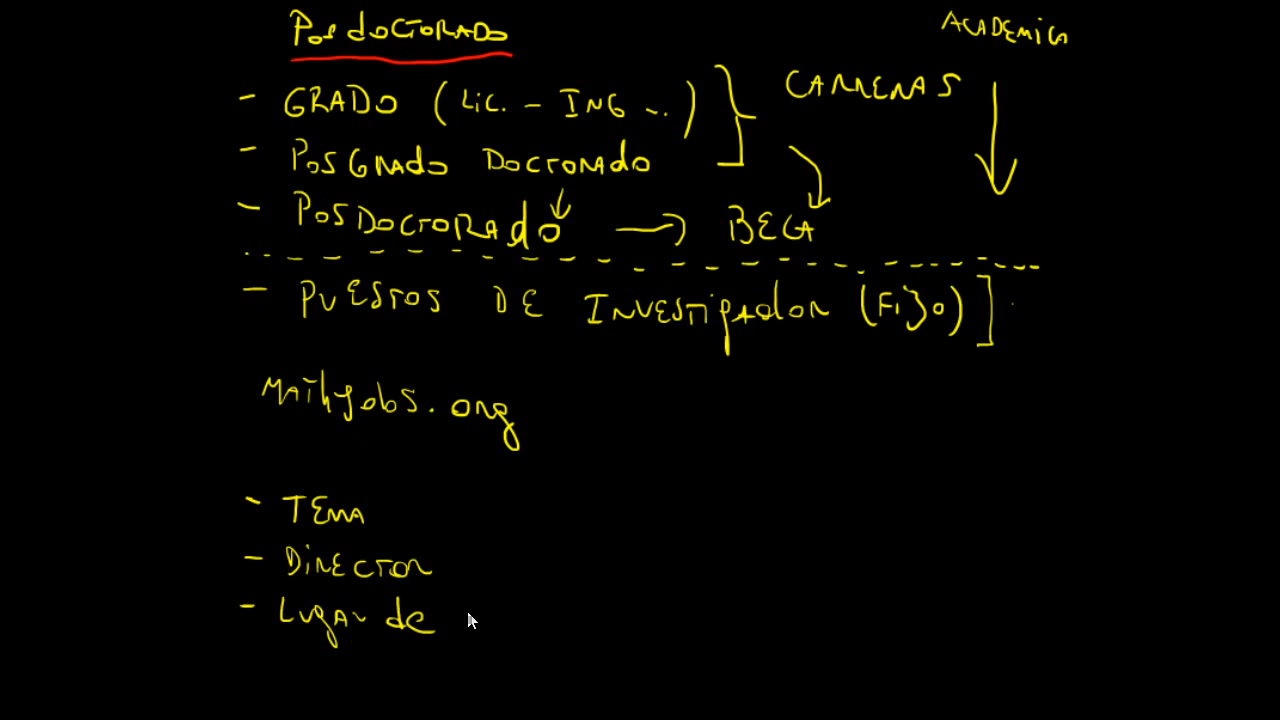 PosdoCTORADO
ACADEMICA
- GRADO (Lic. - ING ...)
CARRERAS
- POSGRADO DOCTORADO
- POSDOCTORADO → BECA
- PUESTOS DE INVESTIGADOR (FIJO)
MathJobs.org
- TEMA
- DIRECTOR
- Lugar de